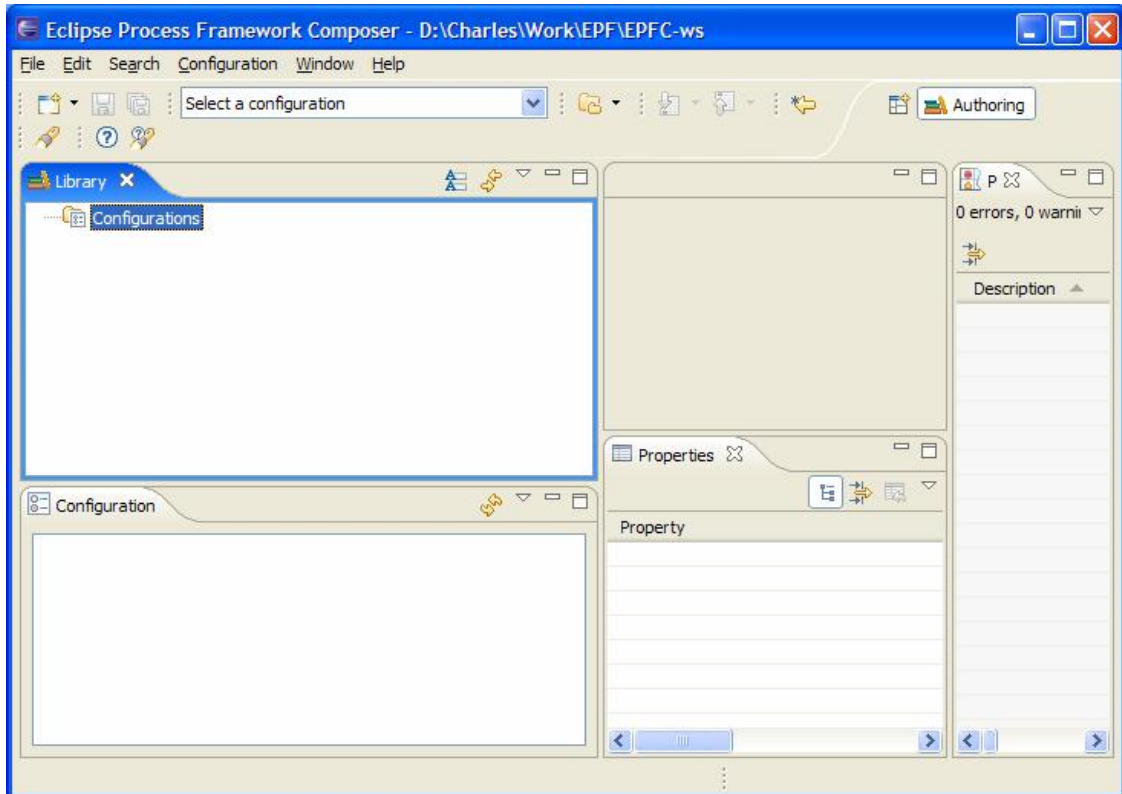 Eclipse Process Framework Composer - D:\Charles\Work\EPF\EPFC-ws
File Edit Search Configuration Window Help
Select a configuration
Authoring
Library
Configurations
P
0 errors, 0 warnii
Description
Properties
Property
Configuration